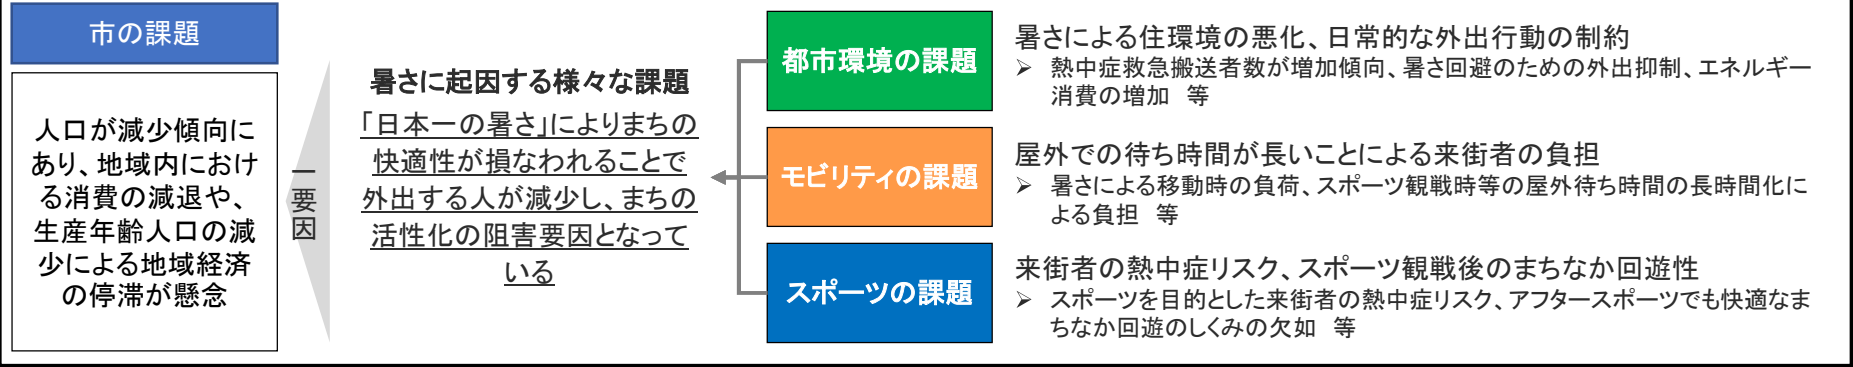 市の課題
人口が減少傾向に
あり、地域内におけ
る消費の減退や、
生産年齢人口の減
少による地域経済
の停滞が懸念
一要因
暑さに起因する様々な課題
「日本一の暑さ」によりまちの
快適性が損なわれることで
外出する人が減少し、まちの
活性化の阻害要因となって
いる
都市環境の課題
暑さによる住環境の悪化、日常的な外出行動の制約
➢ 熱中症救急搬送者数が増加傾向、暑さ回避のための外出抑制、エネルギー
消費の増加　等
モビリティの課題
屋外での待ち時間が長いことによる来街者の負担
➢ 暑さによる移動時の負荷、スポーツ観戦時等の屋外待ち時間の長時間化に
よる負担　等
スポーツの課題
来街者の熱中症リスク、スポーツ観戦後のまちなか回遊性
➢ スポーツを目的とした来街者の熱中症リスク、アフタースポーツでも快適なま
ちなか回遊のしくみの欠如　等